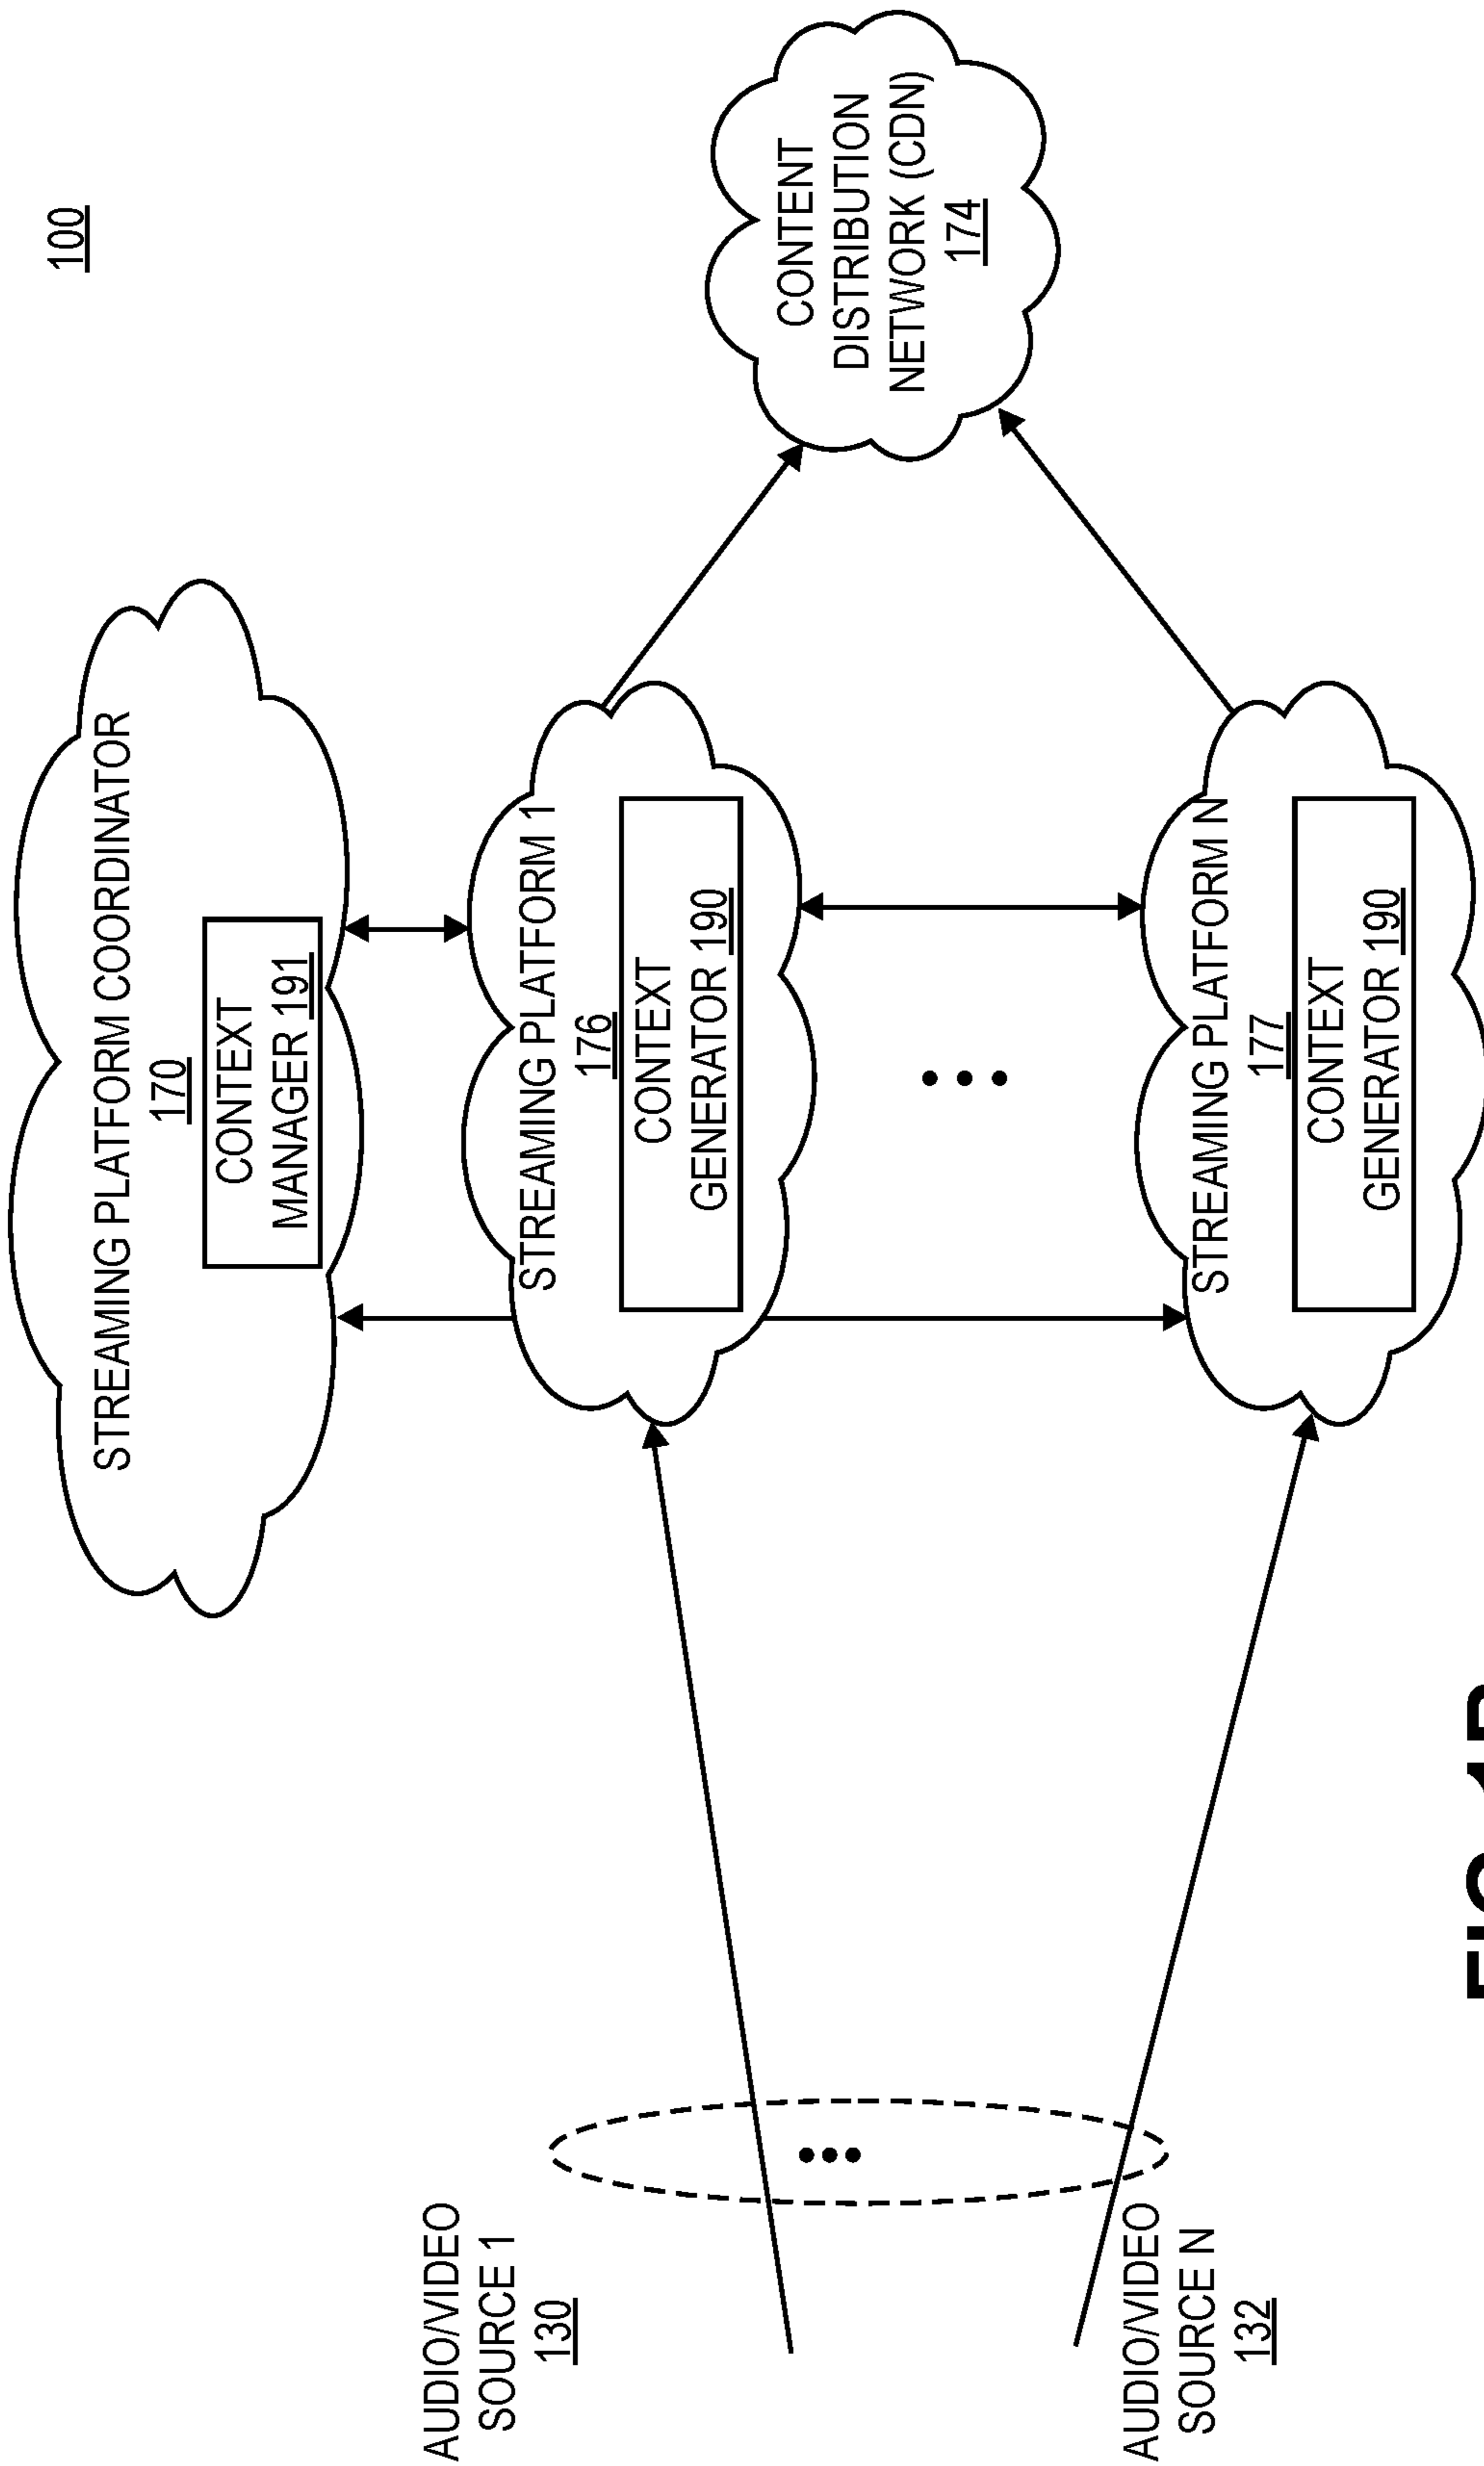 100
STREAMING PLATFORM COORDINATOR
170
CONTEXT
MANAGER 191
AUDIO/VIDEO
SOURCE 1
130
STREAMING PLATFORM 1
176
CONTEXT
GENERATOR 190
CONTENT
DISTRIBUTION
NETWORK (CDN)
174
AUDIO/VIDEO
SOURCE N
132
STREAMING PLATFORM N
177
CONTEXT
GENERATOR 190